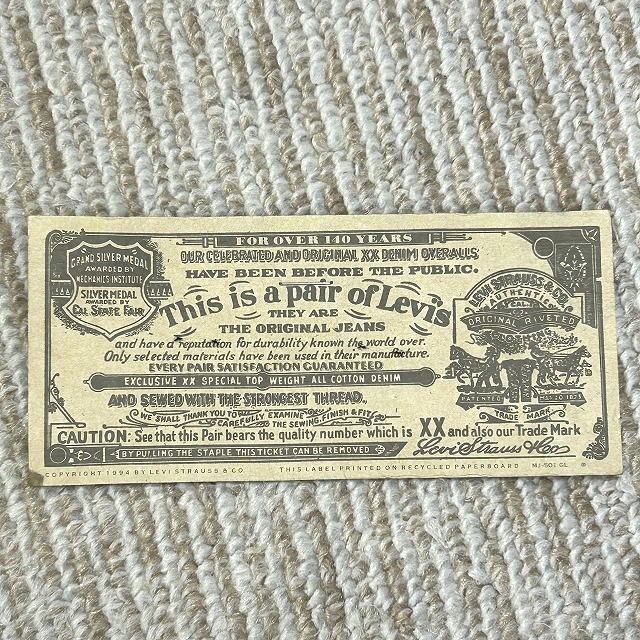 FOR OVER 140 YEARS
OUR CELEBRATED AND ORIGINAL XX DENIM OVERALLS
HAVE BEEN BEFORE THE PUBLIC.
GRAND SILVER MEDAL
AWARDED BY
MECHANICS INSTITUTE
SILVER MEDAL
AWARDED BY
CAL. STATE FAIR
This is a pair of Levi's
THEY ARE
THE ORIGINAL JEANS
and have a reputation for durability known the world over.
Only selected materials have been used in their manufacture.
EVERY PAIR SATISFACTION GUARANTEED
EXCLUSIVE XX SPECIAL TOP WEIGHT ALL COTTON DENIM
AND SEWED WITH THE STRONGEST THREAD.
WE SHALL THANK YOU TO CAREFULLY EXAMINE THE SEWING, FINISH & FIT
LEVI STRAUSS & CO.
AUTHENTIC
ORIGINAL RIVETED
PATENTED
MAY 20 1873
TRADE MARK
CAUTION: See that this Pair bears the quality number which is XX and also our Trade Mark
BY PULLING THE STAPLE THIS TICKET CAN BE REMOVED
Levi Strauss & Co
COPYRIGHT 1994 BY LEVI STRAUSS & CO. THIS LABEL PRINTED ON RECYCLED PAPERBOARD MJ-501 GL ®